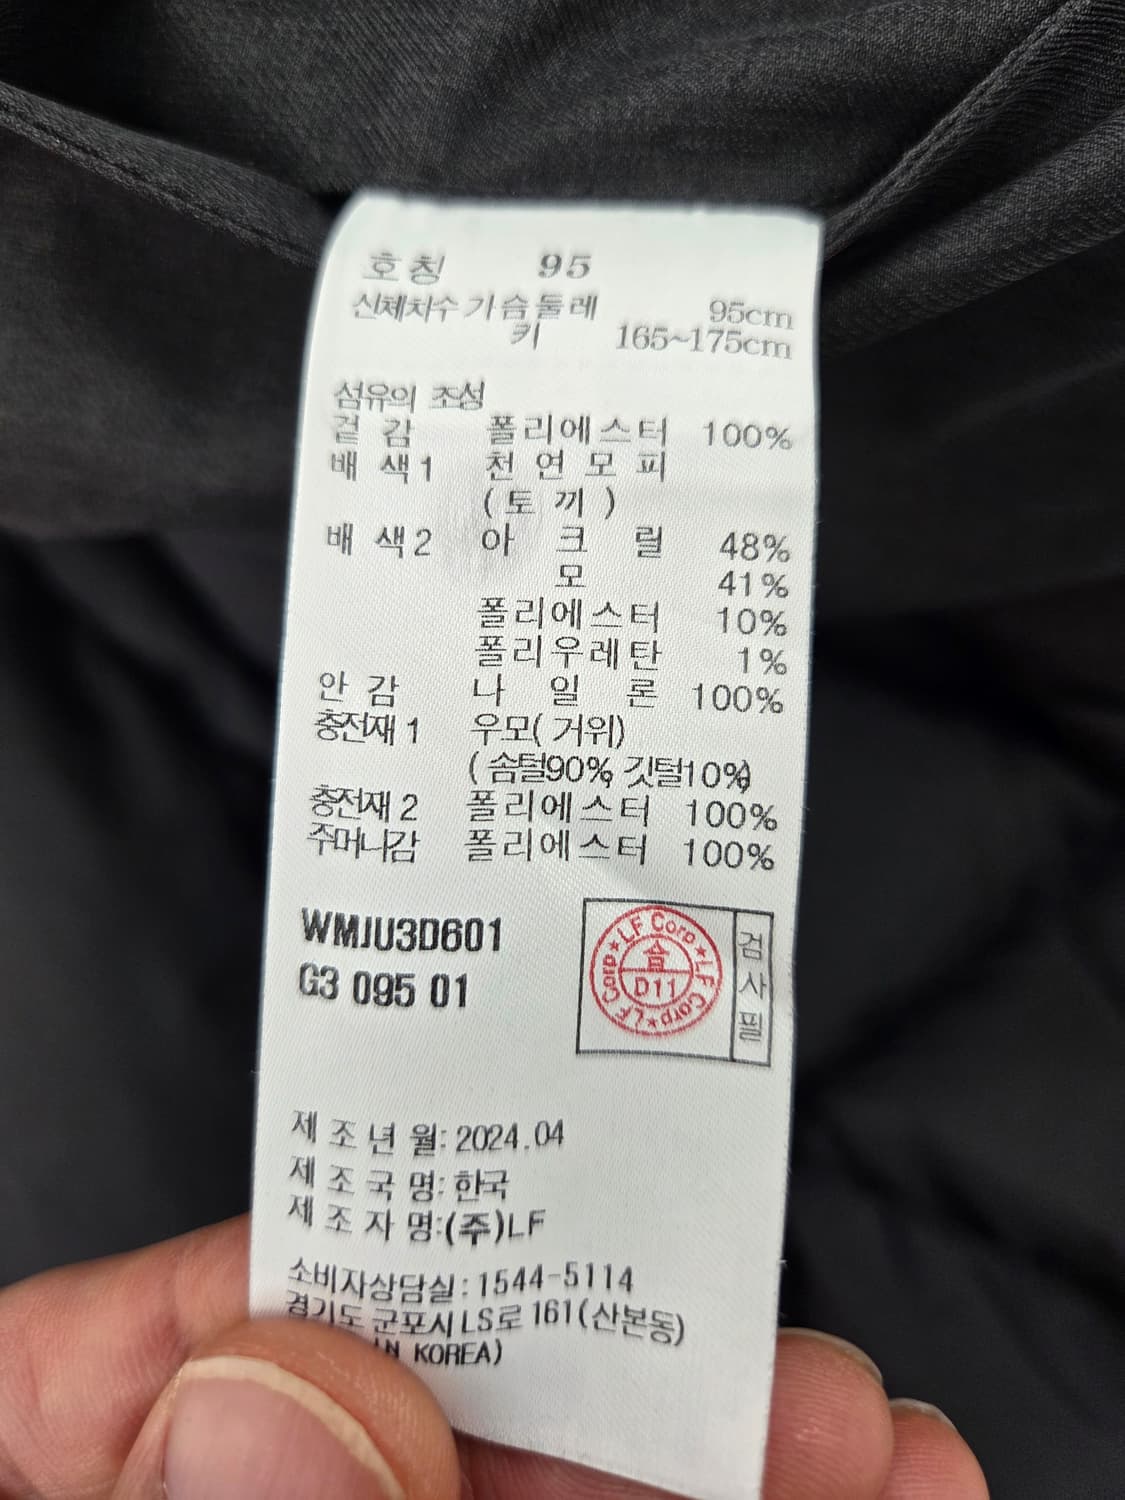 호칭 95
신체치수 가슴둘레 95cm
키 165~175cm
섬유의 조성
겉감 폴리에스터 100%
배색1 천연모피
(토끼)
배색2 아크릴 48%
모 41%
폴리에스터 10%
폴리우레탄 1%
안감 나일론 100%
충전재1 우모(거위)
(솜털90%, 깃털10%)
충전재2 폴리에스터 100%
주머니감 폴리에스터 100%
WMJU3D601
G3 095 01
LF Corp★LF Corp★LF Corp★
D11
검사필
제조년월: 2024.04
제조국명: 한국
제조자명:(주)LF
소비자상담실: 1544-5114
경기도 군포시 LS로 161(산본동)
IN KOREA)